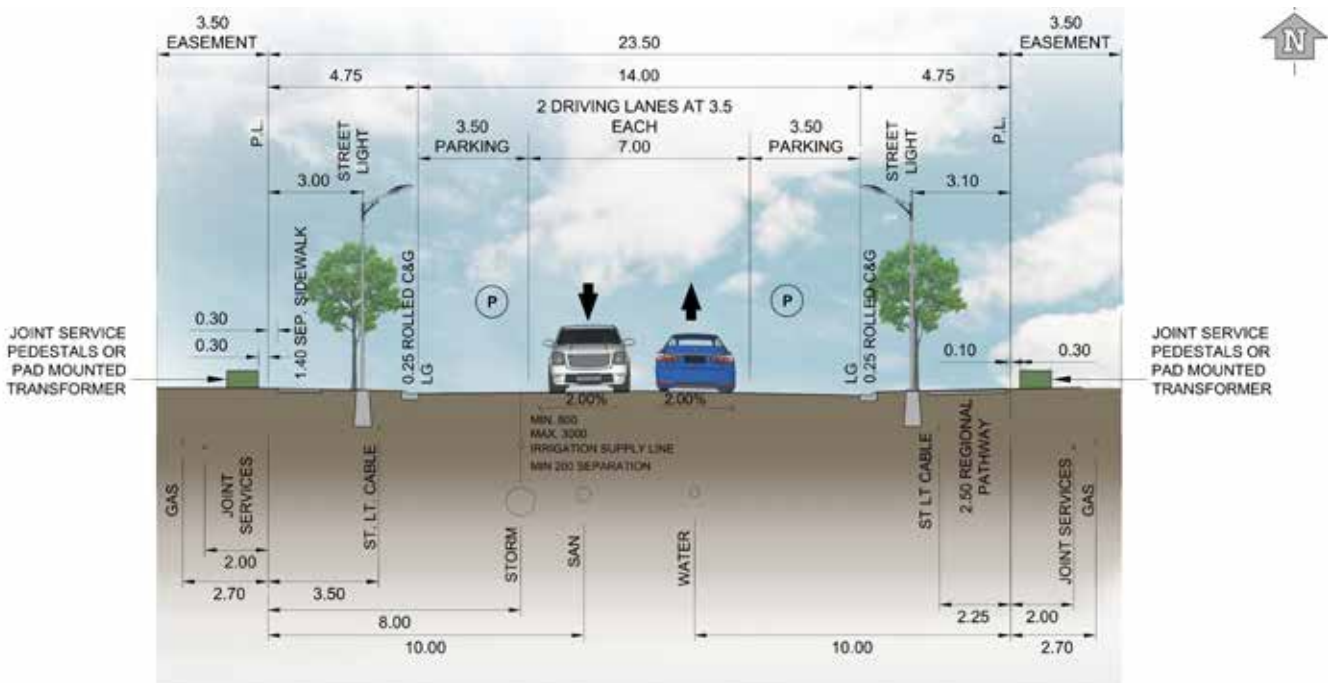 3.50
EASEMENT
23.50
3.50
EASEMENT
N
4.75
14.00
4.75
2 DRIVING LANES AT 3.5
EACH
7.00
3.50
PARKING
3.50
PARKING
P.L.
STREET
LIGHT
STREET
LIGHT
P.L.
3.00
3.10
1.40 SEP. SIDEWALK
0.25 ROLLED C&G
LG
P
P
LG
0.25 ROLLED C&G
0.30
0.30
0.10
0.30
JOINT SERVICE
PEDESTALS OR
PAD MOUNTED
TRANSFORMER
JOINT SERVICE
PEDESTALS OR
PAD MOUNTED
TRANSFORMER
2.00%
2.00%
MIN. 800
MAX. 3000
IRRIGATION SUPPLY LINE
MIN 200 SEPARATION
GAS
JOINT
SERVICES
ST. LT. CABLE
STORM
SAN
WATER
ST LT CABLE
2.50 REGIONAL
PATHWAY
JOINT SERVICES
GAS
2.00
2.70
3.50
8.00
10.00
10.00
2.25
2.00
2.70